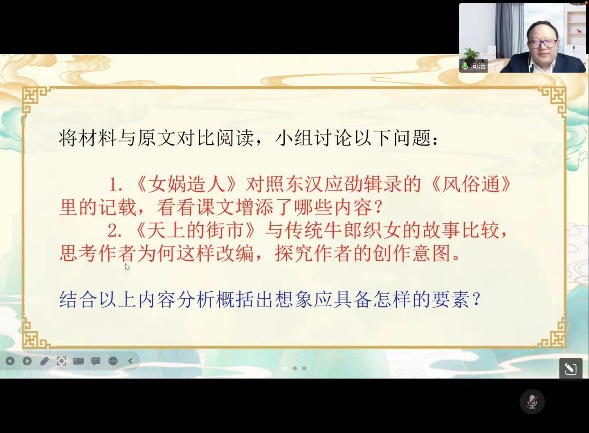 将材料与原文对比阅读，小组讨论以下问题：
1.《女娲造人》对照东汉应劭辑录的《风俗通》
里的记载，看看课文增添了哪些内容？
2.《天上的街市》与传统牛郎织女的故事比较，
思考作者为何这样改编，探究作者的创作意图。
结合以上内容分析概括出想象应具备怎样的要素？